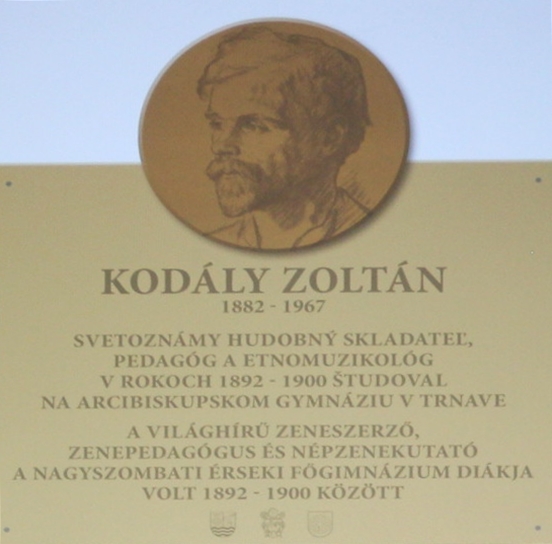 KODÁLY ZOLTÁN
1882 - 1967
SVETOZNÁMY HUDOBNÝ SKLADATEĽ,
PEDAGÓG A ETNOMUZIKOLÓG
V ROKOCH 1892 - 1900 ŠTUDOVAL
NA ARCIBISKUPSKOM GYMNÁZIU V TRNAVE
A VILÁGHÍRŰ ZENESZERZŐ,
ZENEPEDAGÓGUS ÉS NÉPZENEKUTATÓ
A NAGYSZOMBATI ÉRSEKI FŐGIMNÁZIUM DIÁKJA
VOLT 1892 - 1900 KÖZÖTT